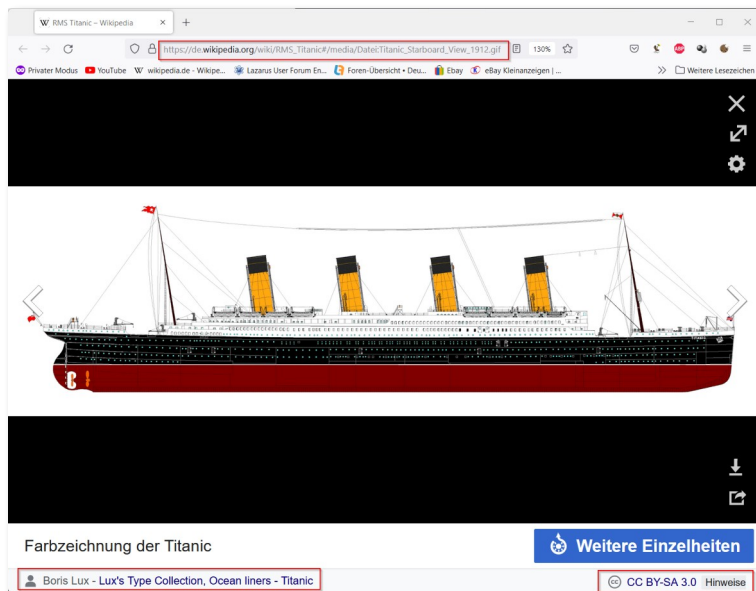 RMS Titanic – Wikipedia
https://de.wikipedia.org/wiki/RMS_Titanic#/media/Datei:Titanic_Starboard_View_1912.gif
130%
ABP
Privater Modus
YouTube
wikipedia.de - Wikipe...
Lazarus User Forum En...
Foren-Übersicht • Deu...
Ebay
eBay Kleinanzeigen | ...
Weitere Lesezeichen
Farbzeichnung der Titanic
Weitere Einzelheiten
Boris Lux - Lux's Type Collection, Ocean liners - Titanic
CC BY-SA 3.0 Hinweise